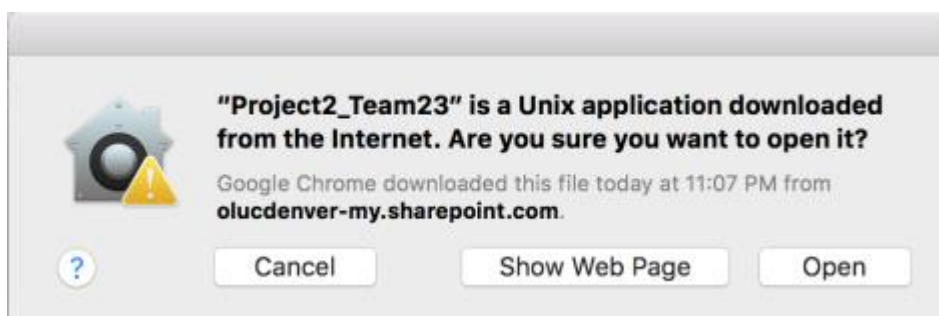 “Project2_Team23” is a Unix application downloaded
from the Internet. Are you sure you want to open it?
Google Chrome downloaded this file today at 11:07 PM from
olucdenver-my.sharepoint.com.
?
Cancel
Show Web Page
Open